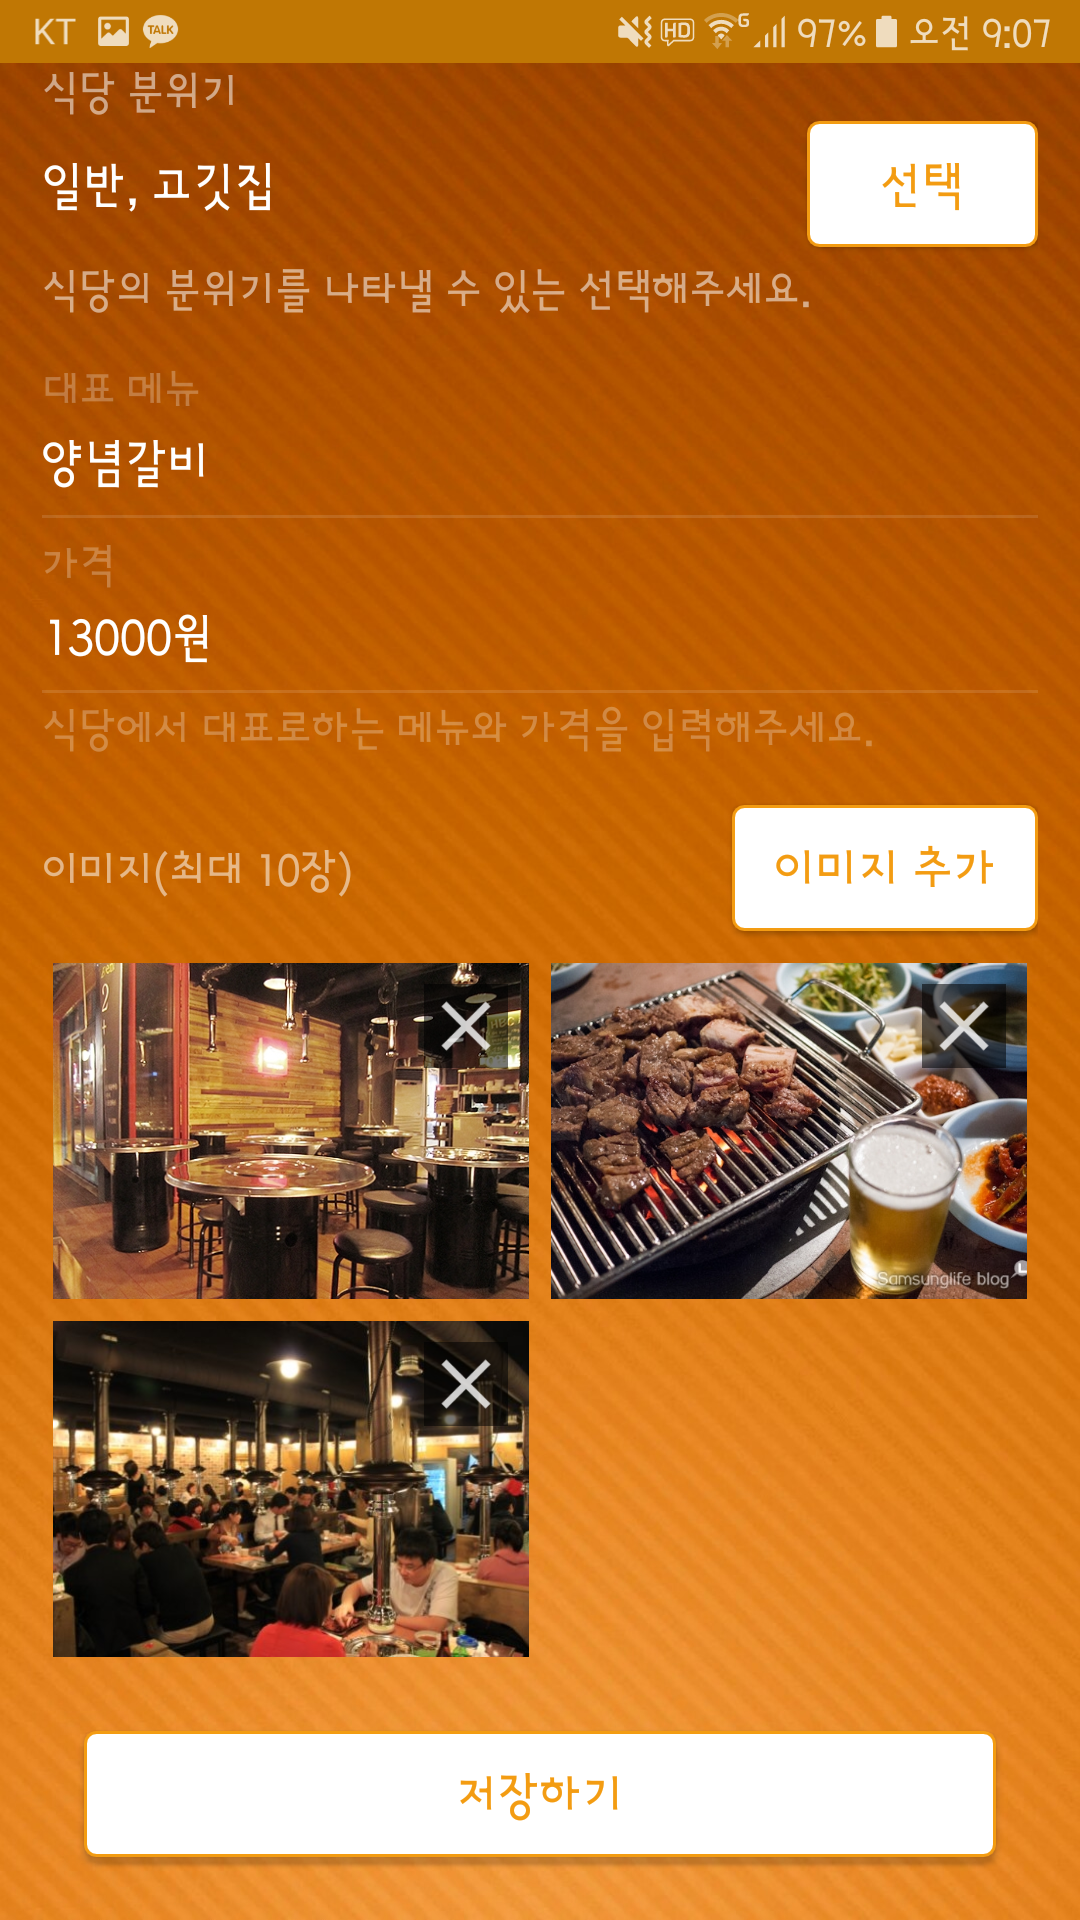 KT TALK HD G 97% 오전 9:07
식당 분위기
일반, 고깃집
선택
식당의 분위기를 나타낼 수 있는 선택해주세요.
대표 메뉴
양념갈비
가격
13000원
식당에서 대표로하는 메뉴와 가격을 입력해주세요.
이미지(최대 10장)
이미지 추가
2
Samsunglife blog
저장하기